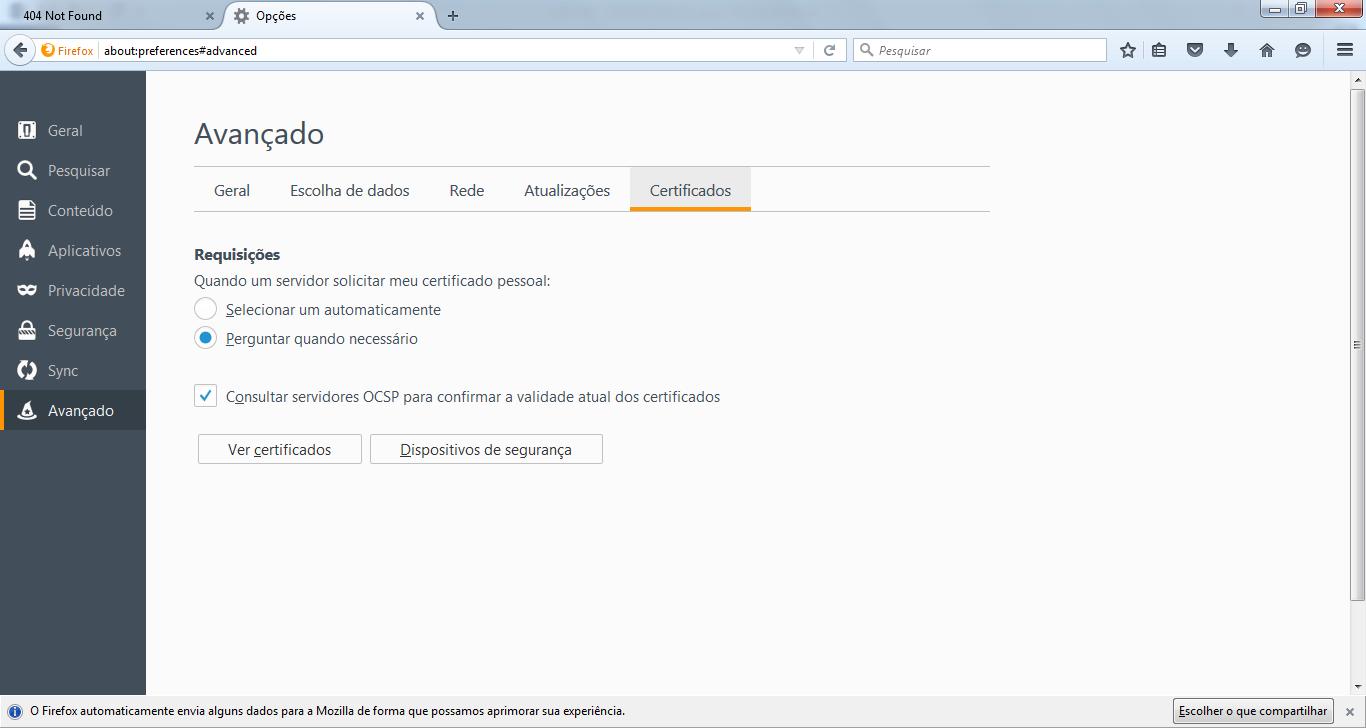 404 Not Found
Opções
Firefox
about:preferences#advanced
Pesquisar
Geral
Pesquisar
Conteúdo
Aplicativos
Privacidade
Segurança
Sync
Avançado
Avançado
Geral Escolha de dados Rede Atualizações Certificados
Requisições
Quando um servidor solicitar meu certificado pessoal:
Selecionar um automaticamente
Perguntar quando necessário
Consultar servidores OCSP para confirmar a validade atual dos certificados
Ver certificados Dispositivos de segurança
O Firefox automaticamente envia alguns dados para a Mozilla de forma que possamos aprimorar sua experiência.
Escolher o que compartilhar